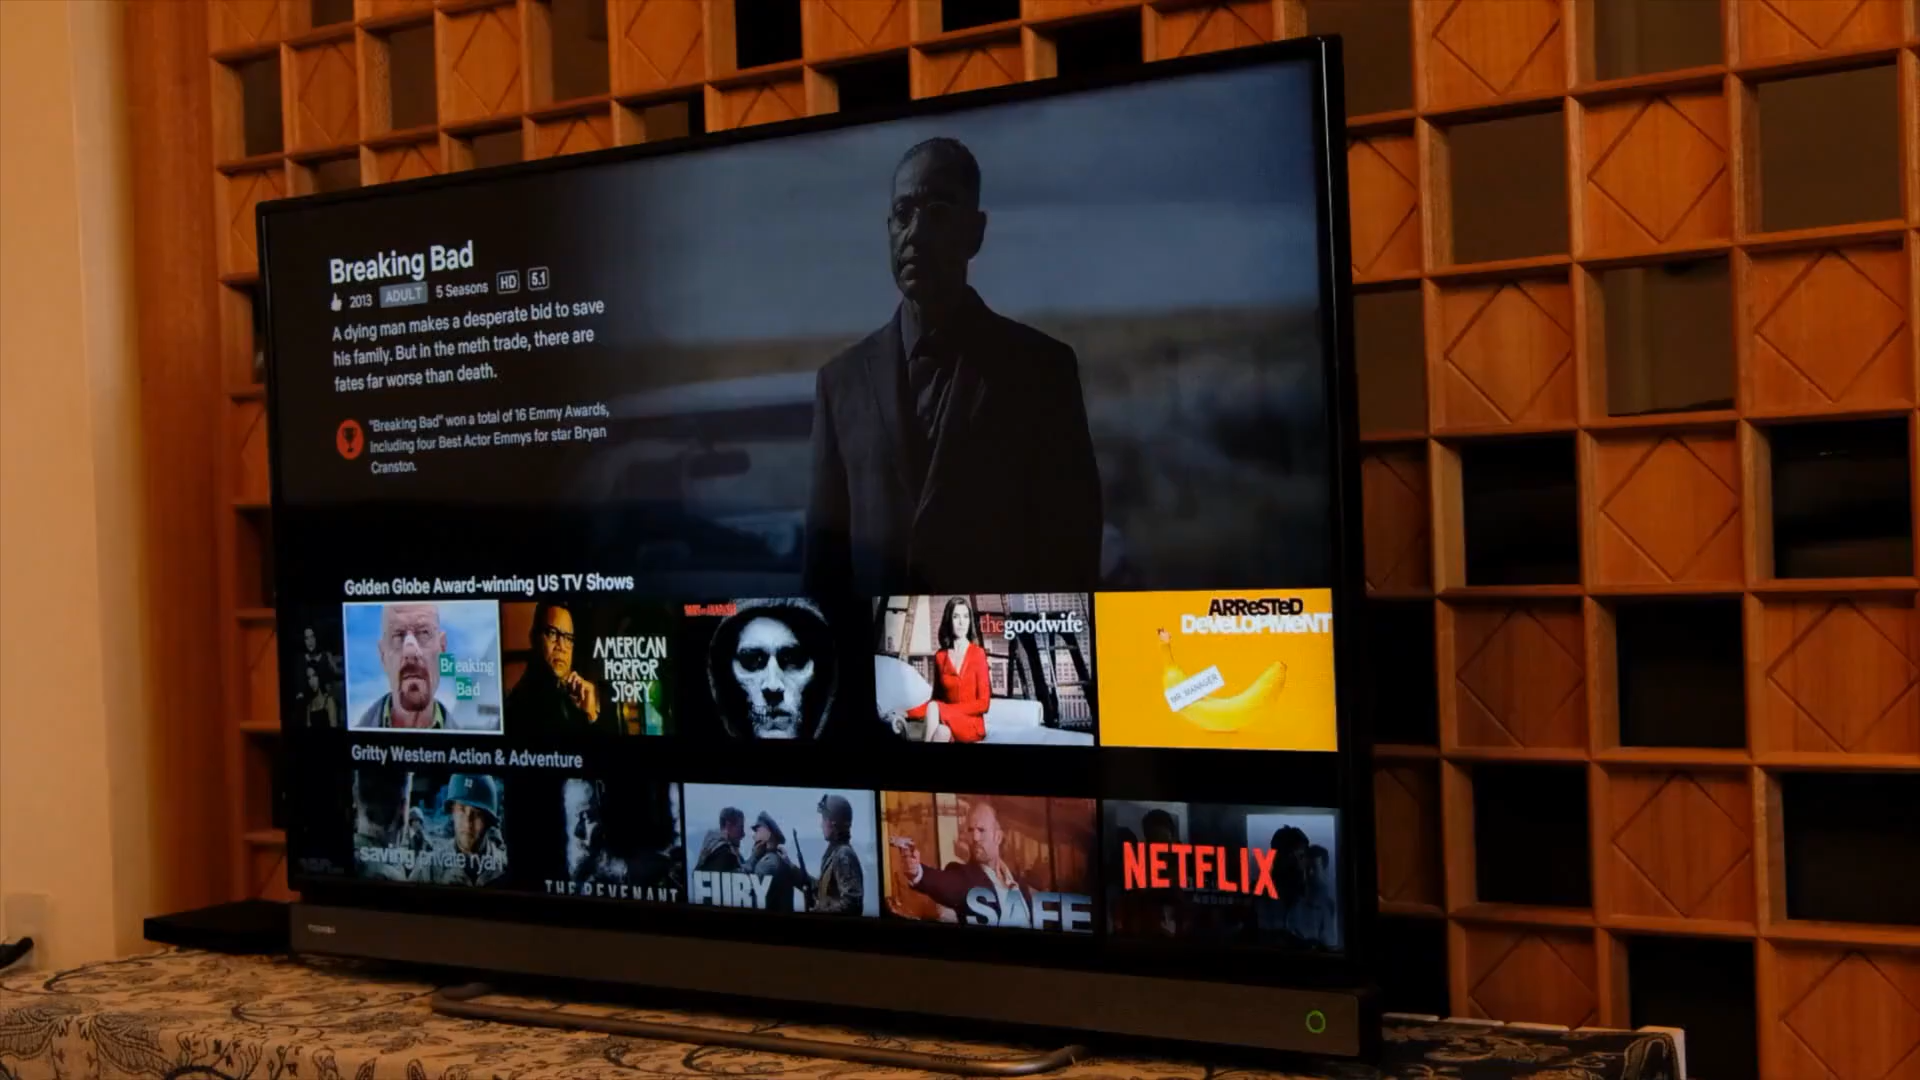 Breaking Bad
2013 ADULT 5 Seasons HD 5.1
A dying man makes a desperate bid to save
his family. But in the meth trade, there are
fates far worse than death.
"Breaking Bad" won a total of 16 Emmy Awards,
including four Best Actor Emmys for star Bryan
Cranston.
Golden Globe Award-winning US TV Shows
Breaking
Bad
AMERICAN
HORROR
STORY
thegoodwife
ARReSTeD
DeVeLOPMeNT
MR. MANAGER
Gritty Western Action & Adventure
saving private ryan
THE REVENANT
FURY
SAFE
NETFLIX
TOSHIBA